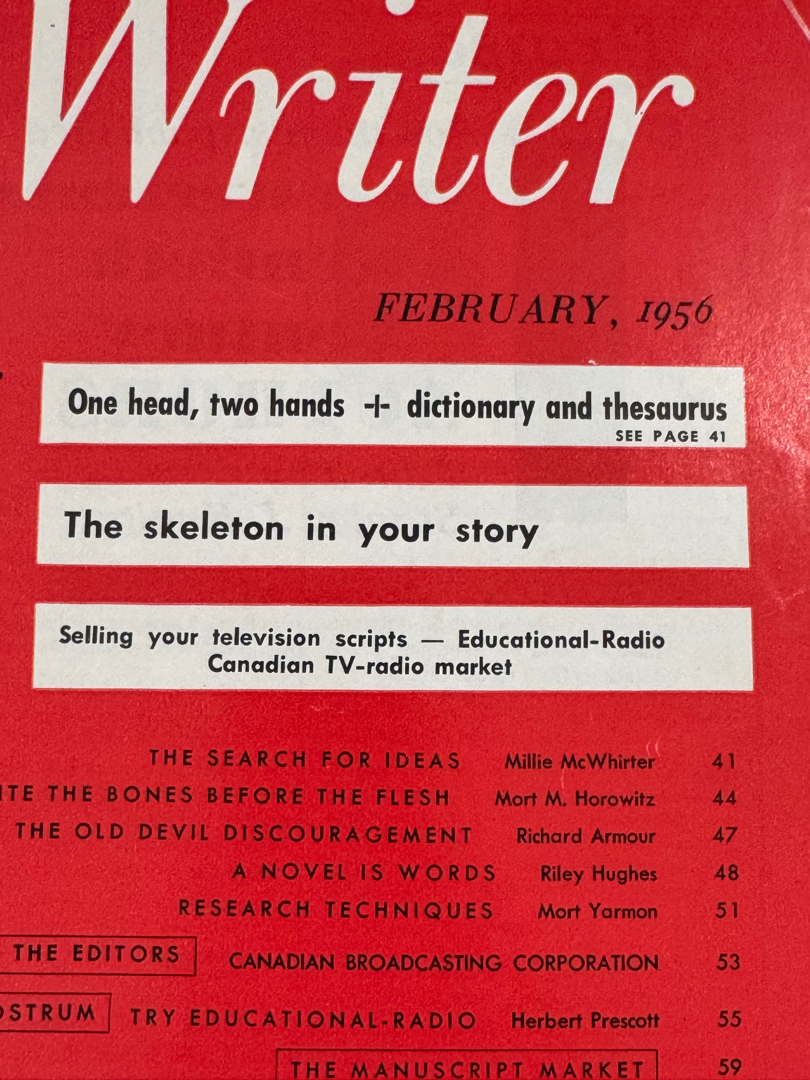 Writer
FEBRUARY, 1956
One head, two hands + dictionary and thesaurus
SEE PAGE 41
The skeleton in your story
Selling your television scripts — Educational-Radio
Canadian TV-radio market
THE SEARCH FOR IDEAS Millie McWhirter 41
THE BONES BEFORE THE FLESH Mort M. Horowitz 44
THE OLD DEVIL DISCOURAGEMENT Richard Armour 47
A NOVEL IS WORDS Riley Hughes 48
RESEARCH TECHNIQUES Mort Yarmon 51
THE EDITORS CANADIAN BROADCASTING CORPORATION 53
TRY EDUCATIONAL-RADIO Herbert Prescott 55
THE MANUSCRIPT MARKET 59